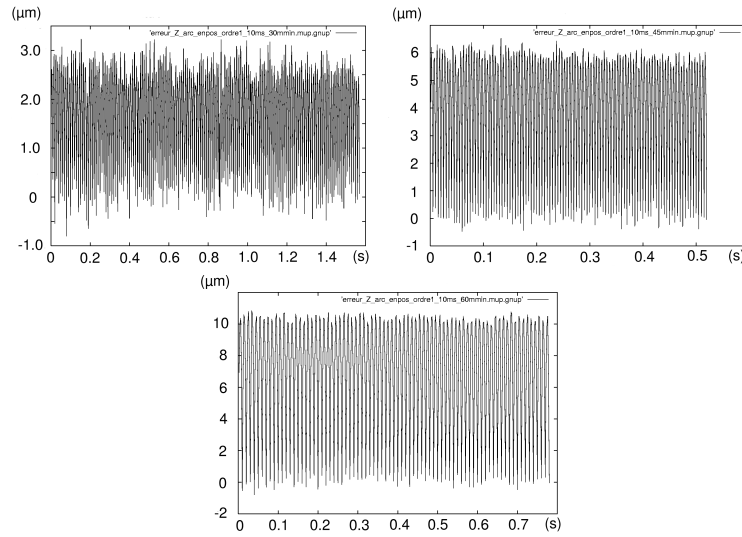 (μm)
'erreur_Z_arc_enpos_ordre1_10ms_30mmin.mup.gnup'
3.0
2.0
1.0
0
-1.0
0 0.2 0.4 0.6 0.8 1.0 1.2 1.4 (s)
(μm)
'erreur_Z_arc_enpos_ordre1_10ms_45mmin.mup.gnup'
6
5
4
3
2
1
0
-1
0 0.1 0.2 0.3 0.4 0.5 (s)
(μm)
'erreur_Z_arc_enpos_ordre1_10ms_60mmin.mup.gnup'
10
8
6
4
2
0
-2
0 0.1 0.2 0.3 0.4 0.5 0.6 0.7 (s)